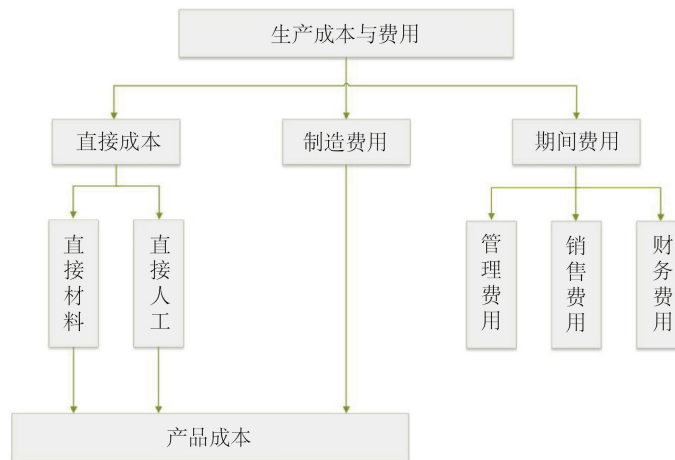 生产成本与费用
直接成本
制造费用
期间费用
直接材料
直接人工
管理费用
销售费用
财务费用
产品成本